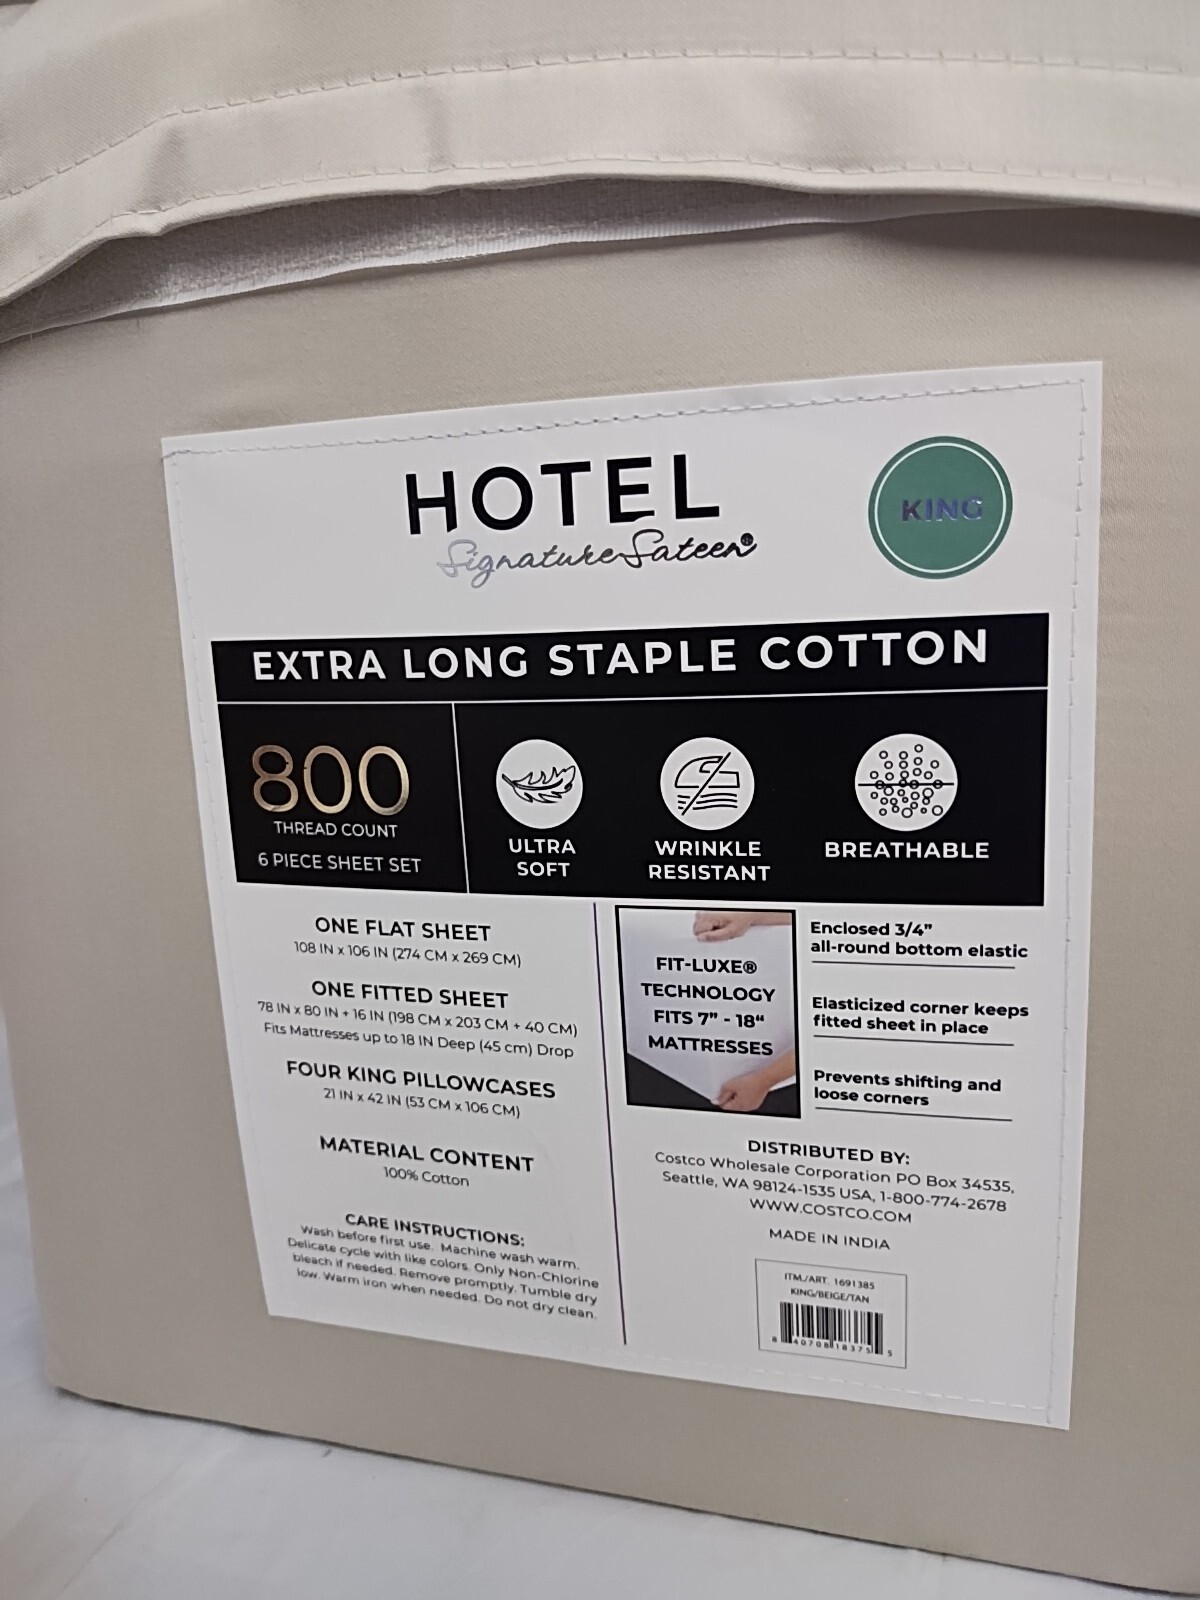 HOTEL
Signature Sateen®
KING
EXTRA LONG STAPLE COTTON
800
THREAD COUNT
6 PIECE SHEET SET
ULTRA
SOFT
WRINKLE
RESISTANT
BREATHABLE
ONE FLAT SHEET
108 IN x 106 IN (274 CM x 269 CM)
ONE FITTED SHEET
78 IN x 80 IN + 16 IN (198 CM x 203 CM + 40 CM)
Fits Mattresses up to 18 IN Deep (45 cm) Drop
FOUR KING PILLOWCASES
21 IN x 42 IN (53 CM x 106 CM)
MATERIAL CONTENT
100% Cotton
CARE INSTRUCTIONS:
Wash before first use. Machine wash warm.
Delicate cycle with like colors. Only Non-Chlorine
bleach if needed. Remove promptly. Tumble dry
low. Warm iron when needed. Do not dry clean.
FIT-LUXE®
TECHNOLOGY
FITS 7” - 18“
MATTRESSES
Enclosed 3/4”
all-round bottom elastic
Elasticized corner keeps
fitted sheet in place
Prevents shifting and
loose corners
DISTRIBUTED BY:
Costco Wholesale Corporation PO Box 34535,
Seattle, WA 98124-1535 USA, 1-800-774-2678
WWW.COSTCO.COM
MADE IN INDIA
ITM./ART. 1691385
KING/BEIGE/TAN
8 40708 18375 5